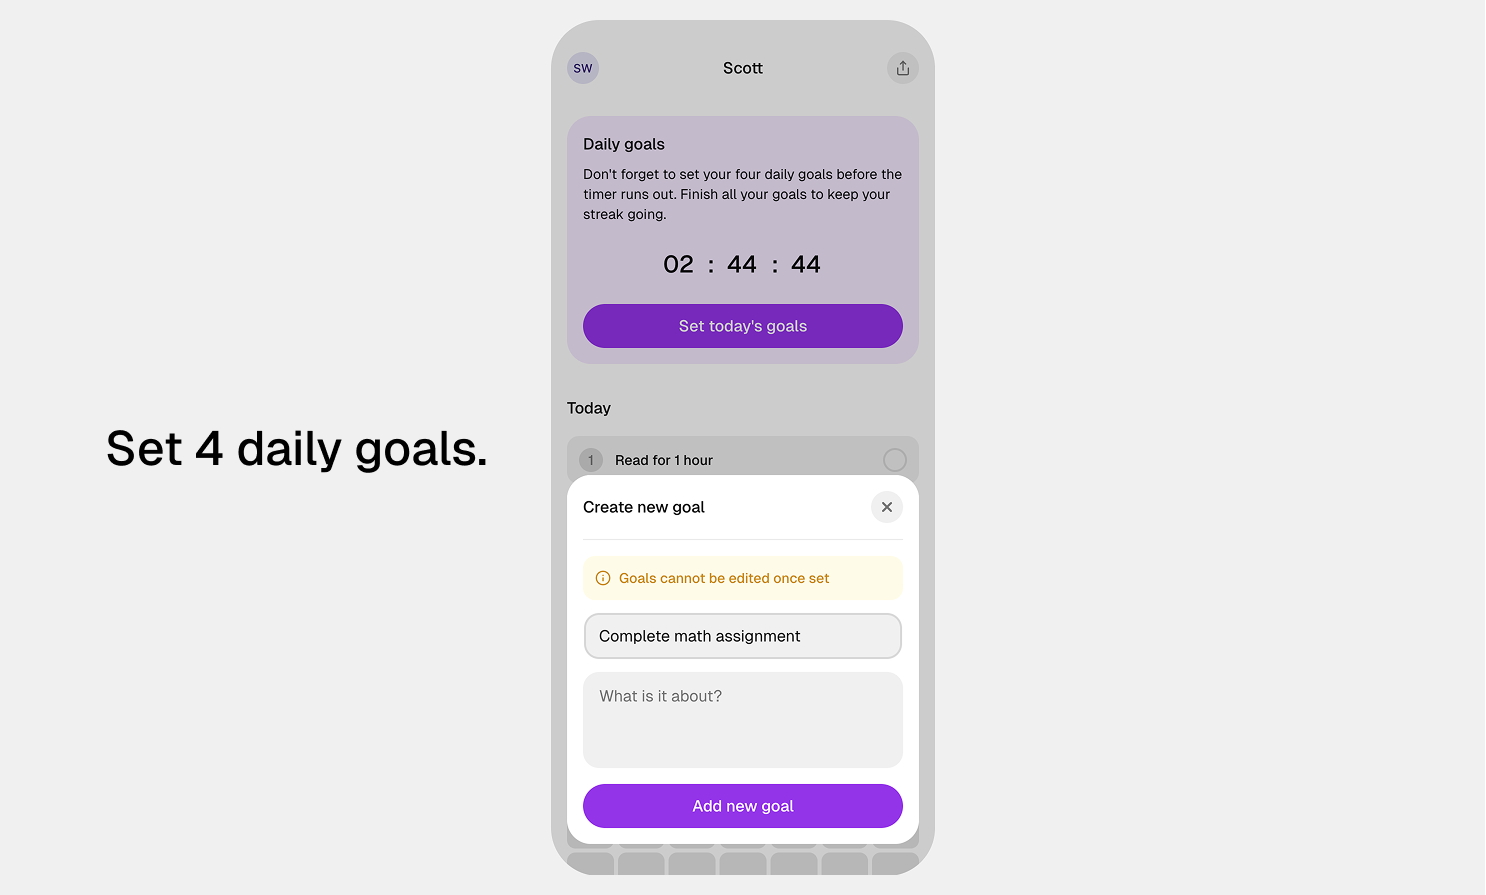 Set 4 daily goals.
SW
Scott
Daily goals
Don't forget to set your four daily goals before the
timer runs out. Finish all your goals to keep your
streak going.
02 : 44 : 44
Set today's goals
Today
1 Read for 1 hour
Create new goal
Goals cannot be edited once set
Complete math assignment
What is it about?
Add new goal